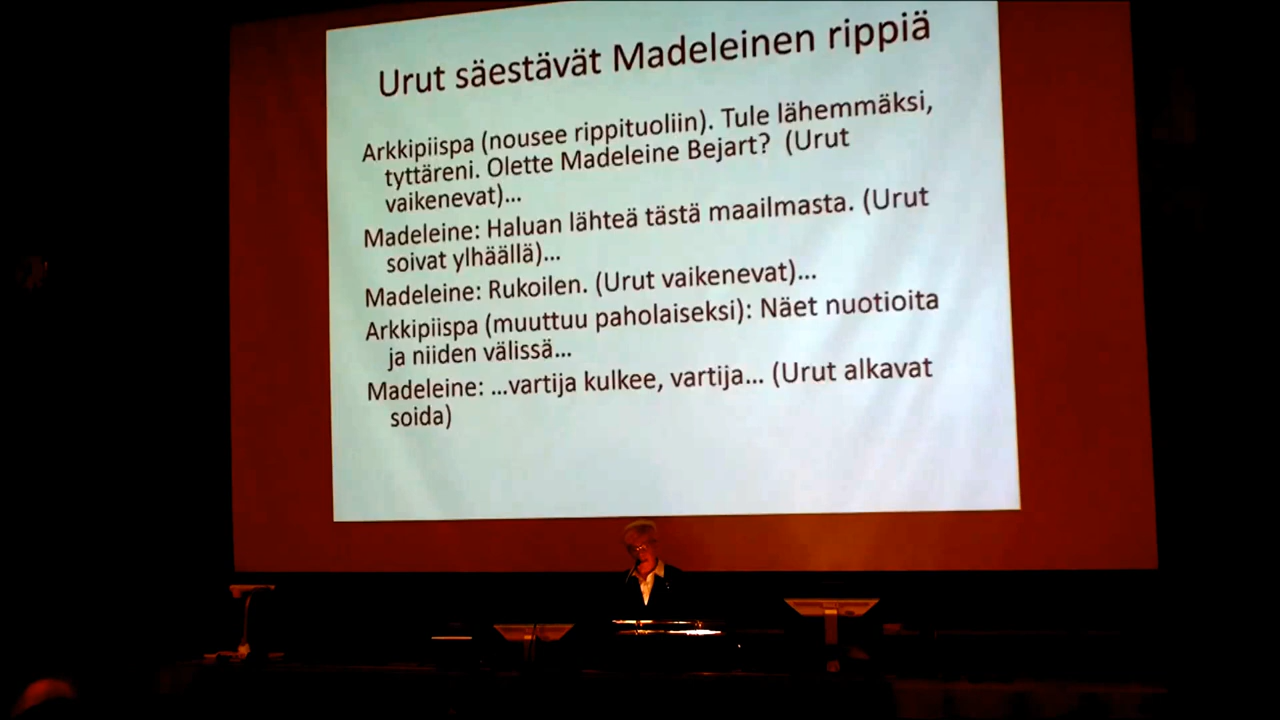 Urut säestävät Madeleinen rippiä
Arkkipiispa (nousee rippituoliin). Tule lähemmäksi,
tyttäreni. Olette Madeleine Bejart? (Urut
vaikenevat)...
Madeleine: Haluan lähteä tästä maailmasta. (Urut
soivat ylhäällä)...
Madeleine: Rukoilen. (Urut vaikenevat)...
Arkkipiispa (muuttuu paholaiseksi): Näet nuotioita
ja niiden välissä...
Madeleine: ...vartija kulkee, vartija... (Urut alkavat
soida)